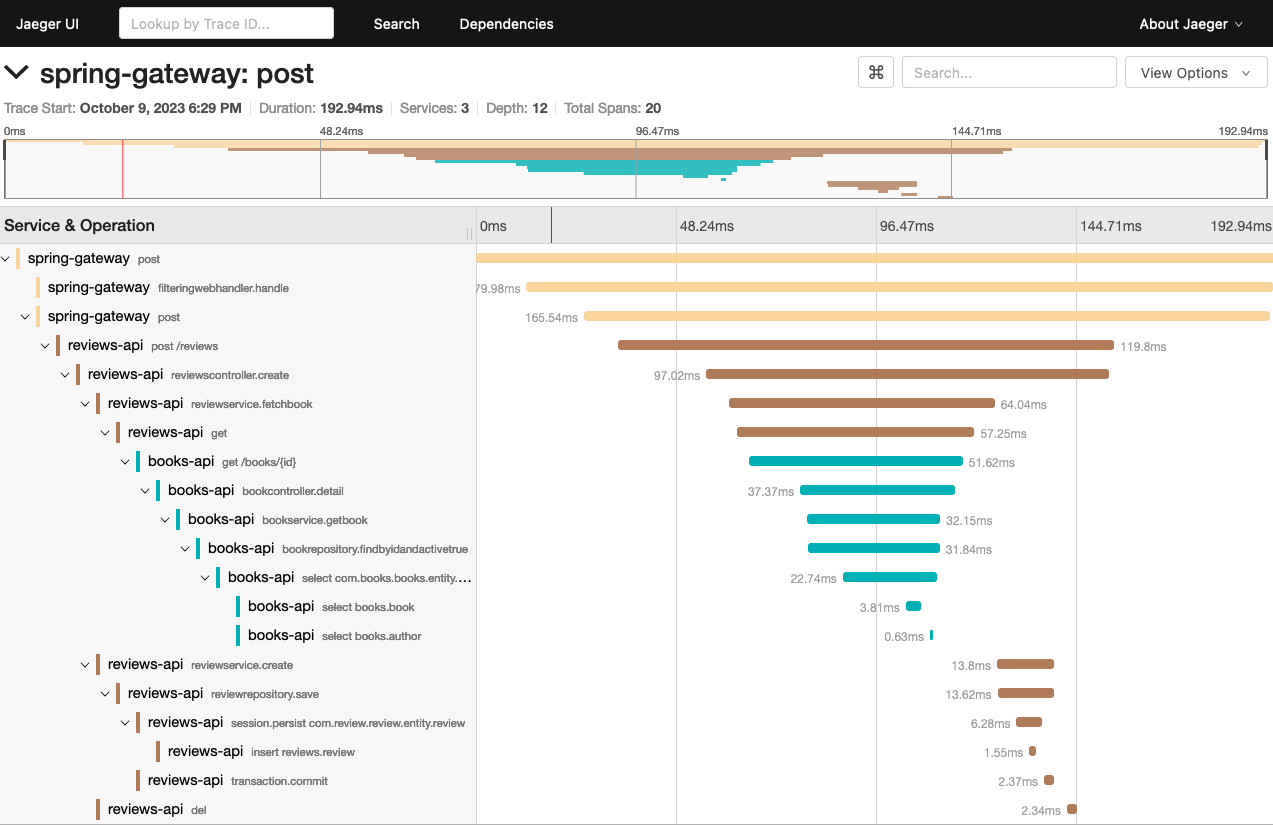 Jaeger UI Lookup by Trace ID... Search Dependencies About Jaeger
spring-gateway: post ⌘ Search... View Options
Trace Start: October 9, 2023 6:29 PM Duration: 192.94ms Services: 3 Depth: 12 Total Spans: 20
0ms 48.24ms 96.47ms 144.71ms 192.94ms
Service & Operation 0ms 48.24ms 96.47ms 144.71ms 192.94ms
spring-gateway post
spring-gateway filteringwebhandler.handle 79.98ms
spring-gateway post 165.54ms
reviews-api post /reviews 119.8ms
reviews-api reviewscontroller.create 97.02ms
reviews-api reviewservice.fetchbook 64.04ms
reviews-api get 57.25ms
books-api get /books/{id} 51.62ms
books-api bookcontroller.detail 37.37ms
books-api bookservice.getbook 32.15ms
books-api bookrepository.findbyidandactivetrue 31.84ms
books-api select com.books.books.entity.... 22.74ms
books-api select books.book 3.81ms
books-api select books.author 0.63ms
reviews-api reviewservice.create 13.8ms
reviews-api reviewrepository.save 13.62ms
reviews-api session.persist com.review.review.entity.review 6.28ms
reviews-api insert reviews.review 1.55ms
reviews-api transaction.commit 2.37ms
reviews-api del 2.34ms